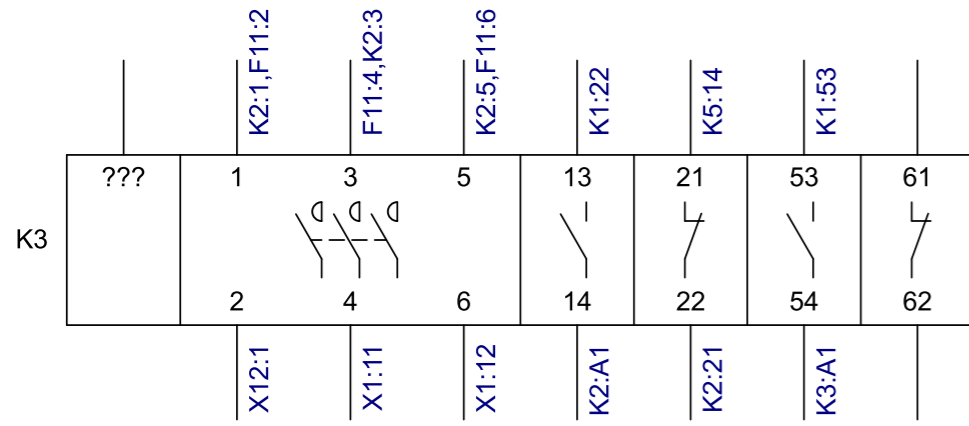 K2:1,F11:2
F11:4,K2:3
K2:5,F11:6
K1:22
K5:14
K1:53
??? 1 3 5 13 21 53 61
K3
2 4 6 14 22 54 62
X12:1
X1:11
X1:12
K2:A1
K2:21
K3:A1